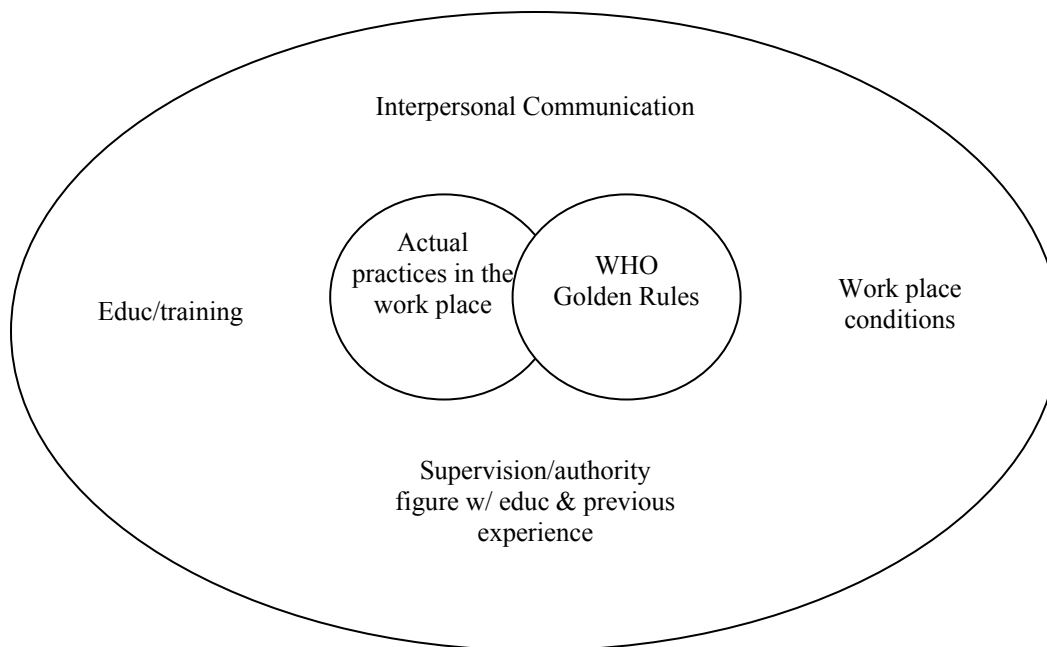 Interpersonal Communication
Actual
practices in the
work place
WHO
Golden Rules
Educ/training
Work place
conditions
Supervision/authority
figure w/ educ & previous
experience